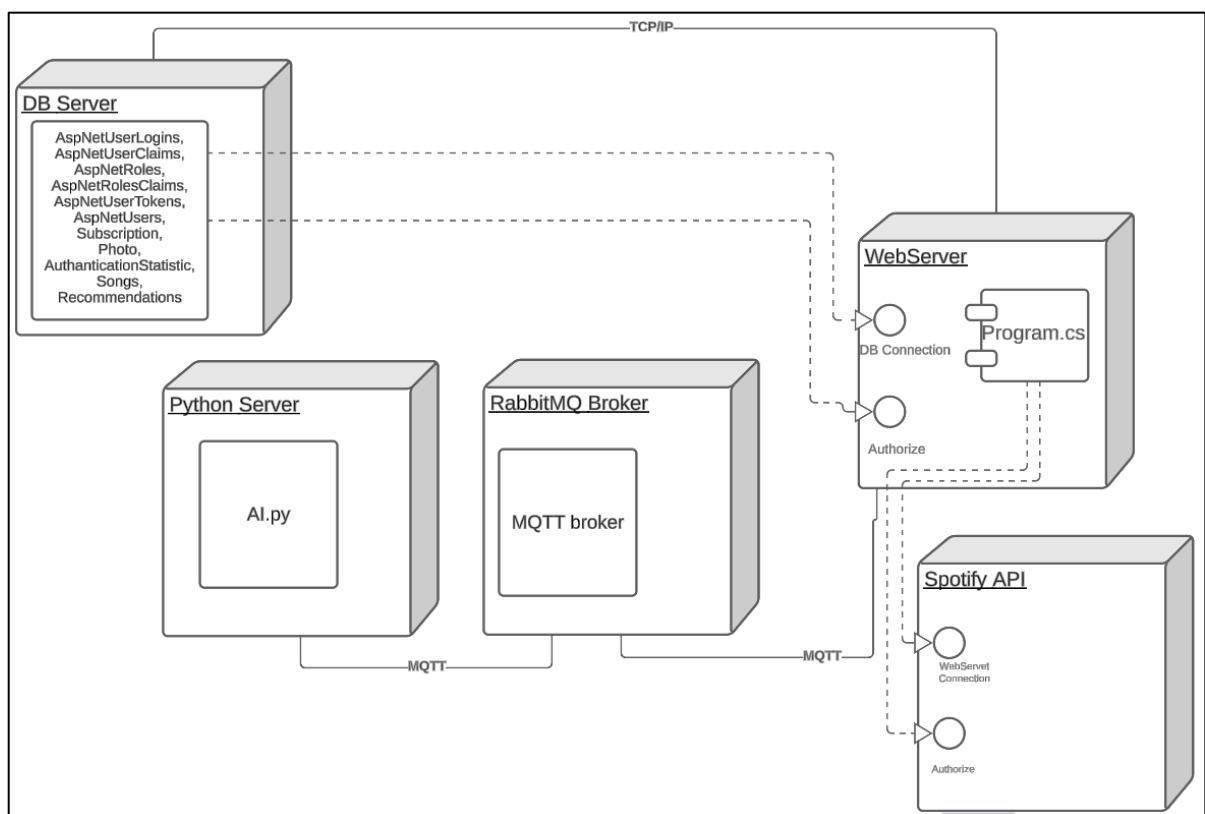 TCP/IP
DB Server
AspNetUserLogins,
AspNetUserClaims,
AspNetRoles,
AspNetRolesClaims,
AspNetUserTokens,
AspNetUsers,
Subscription,
Photo,
AuthanticationStatistic,
Songs,
Recommendations
WebServer
Program.cs
DB Connection
Authorize
Python Server
AI.py
RabbitMQ Broker
MQTT broker
MQTT
MQTT
Spotify API
WebServet
Connection
Authorize